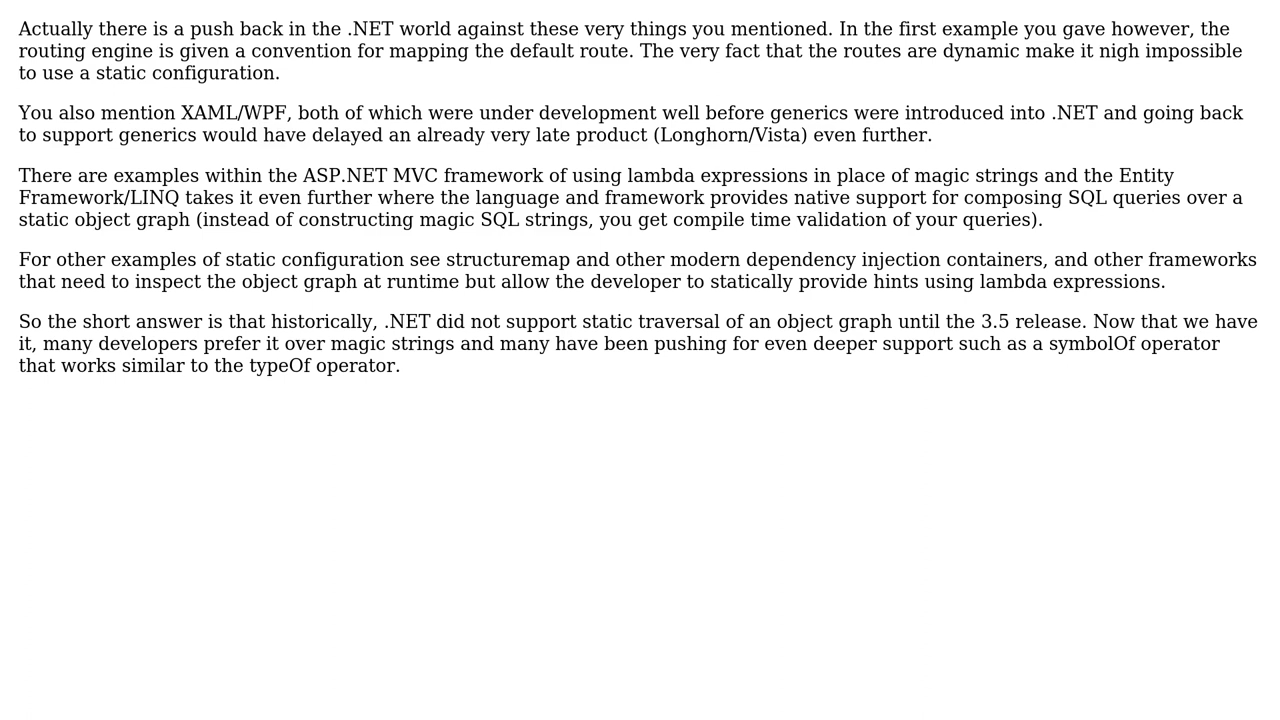 Actually there is a push back in the .NET world against these very things you mentioned. In the first example you gave however, the
routing engine is given a convention for mapping the default route. The very fact that the routes are dynamic make it nigh impossible
to use a static configuration.
You also mention XAML/WPF, both of which were under development well before generics were introduced into .NET and going back
to support generics would have delayed an already very late product (Longhorn/Vista) even further.
There are examples within the ASP.NET MVC framework of using lambda expressions in place of magic strings and the Entity
Framework/LINQ takes it even further where the language and framework provides native support for composing SQL queries over a
static object graph (instead of constructing magic SQL strings, you get compile time validation of your queries).
For other examples of static configuration see structuremap and other modern dependency injection containers, and other frameworks
that need to inspect the object graph at runtime but allow the developer to statically provide hints using lambda expressions.
So the short answer is that historically, .NET did not support static traversal of an object graph until the 3.5 release. Now that we have
it, many developers prefer it over magic strings and many have been pushing for even deeper support such as a symbolOf operator
that works similar to the typeOf operator.